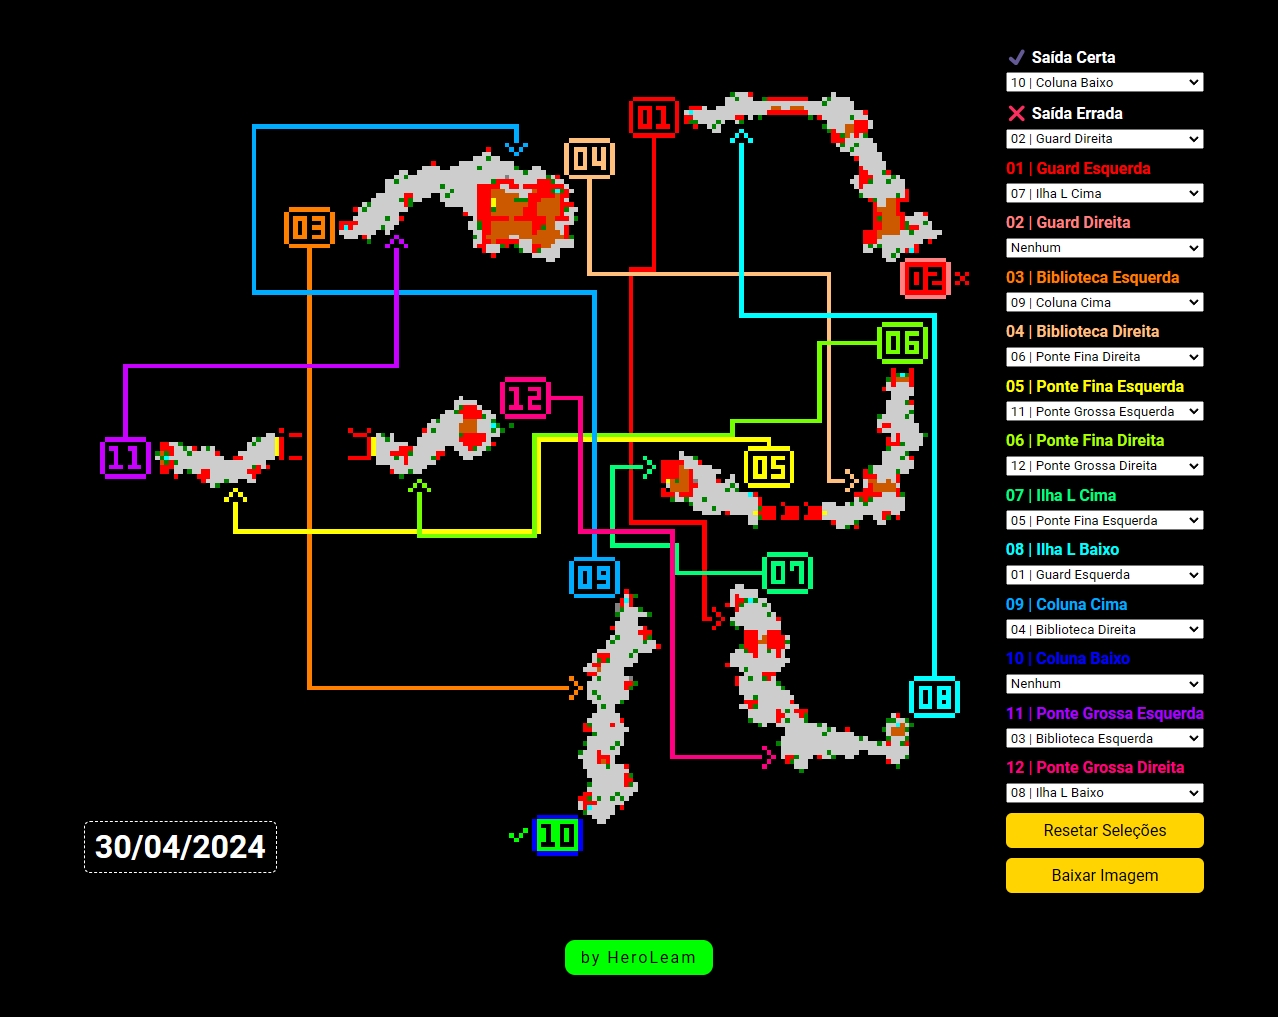 Saída Certa
10 | Coluna Baixo
Saída Errada
02 | Guard Direita
01 | Guard Esquerda
07 | Ilha L Cima
02 | Guard Direita
Nenhum
03 | Biblioteca Esquerda
09 | Coluna Cima
04 | Biblioteca Direita
06 | Ponte Fina Direita
05 | Ponte Fina Esquerda
11 | Ponte Grossa Esquerda
06 | Ponte Fina Direita
12 | Ponte Grossa Direita
07 | Ilha L Cima
05 | Ponte Fina Esquerda
08 | Ilha L Baixo
01 | Guard Esquerda
09 | Coluna Cima
04 | Biblioteca Direita
10 | Coluna Baixo
Nenhum
11 | Ponte Grossa Esquerda
03 | Biblioteca Esquerda
12 | Ponte Grossa Direita
08 | Ilha L Baixo
Resetar Seleções
Baixar Imagem
01
04
03
02
06
12
11
05
09
07
08
10
30/04/2024
by HeroLeam